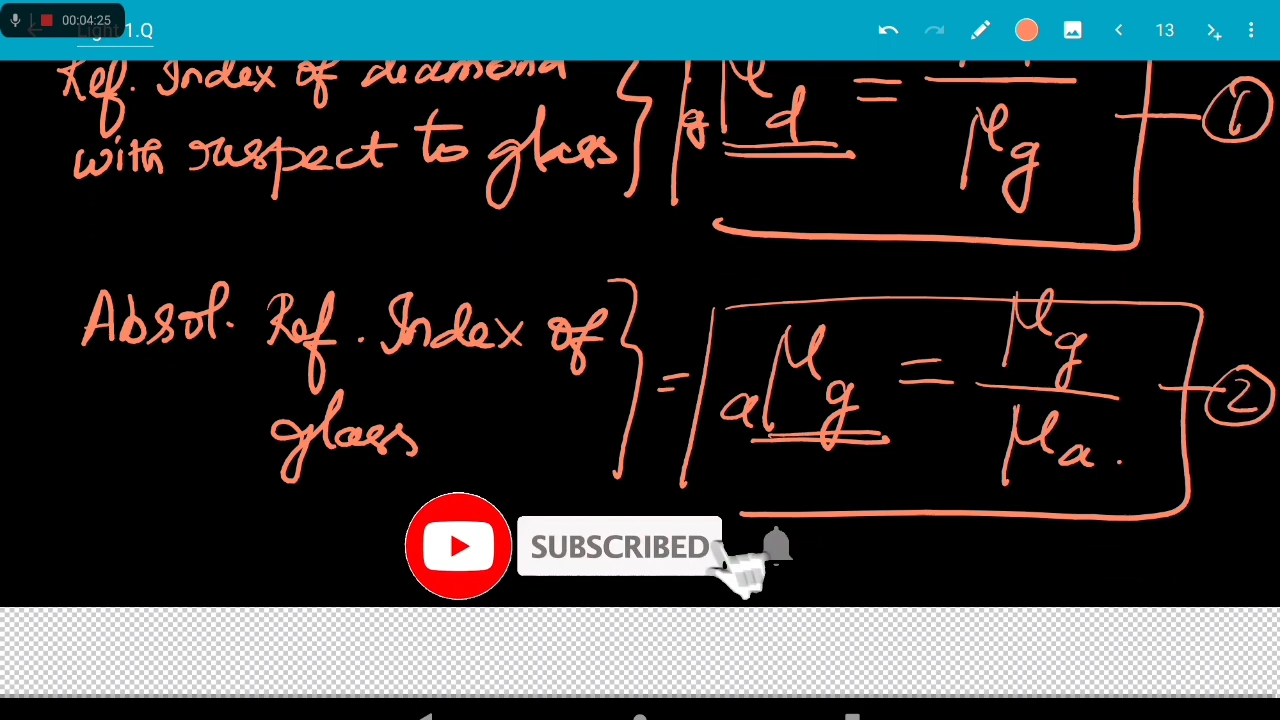 00:04:25
Light 1.Q
13
Ref. Index of deamond
with respect to glass } gμd = / μg — ①
Absol. Ref. Index of
glass } = aμg = μg / μa . — ②
SUBSCRIBED